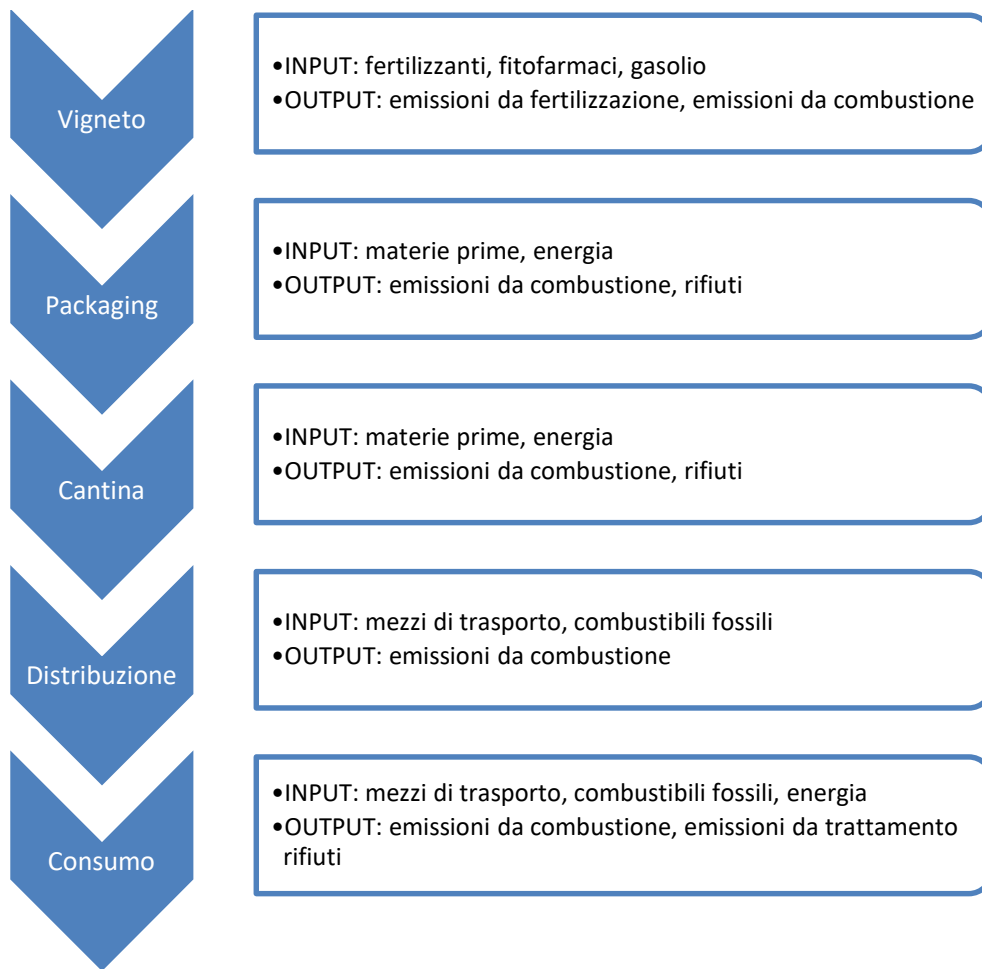 Vigneto
•INPUT: fertilizzanti, fitofarmaci, gasolio
•OUTPUT: emissioni da fertilizzazione, emissioni da combustione
Packaging
•INPUT: materie prime, energia
•OUTPUT: emissioni da combustione, rifiuti
Cantina
•INPUT: materie prime, energia
•OUTPUT: emissioni da combustione, rifiuti
Distribuzione
•INPUT: mezzi di trasporto, combustibili fossili
•OUTPUT: emissioni da combustione
Consumo
•INPUT: mezzi di trasporto, combustibili fossili, energia
•OUTPUT: emissioni da combustione, emissioni da trattamento
rifiuti